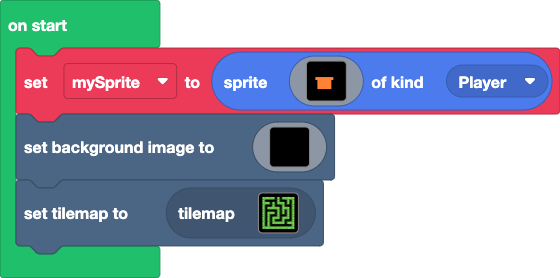 on start
set mySprite to sprite of kind Player
set background image to
set tilemap to tilemap